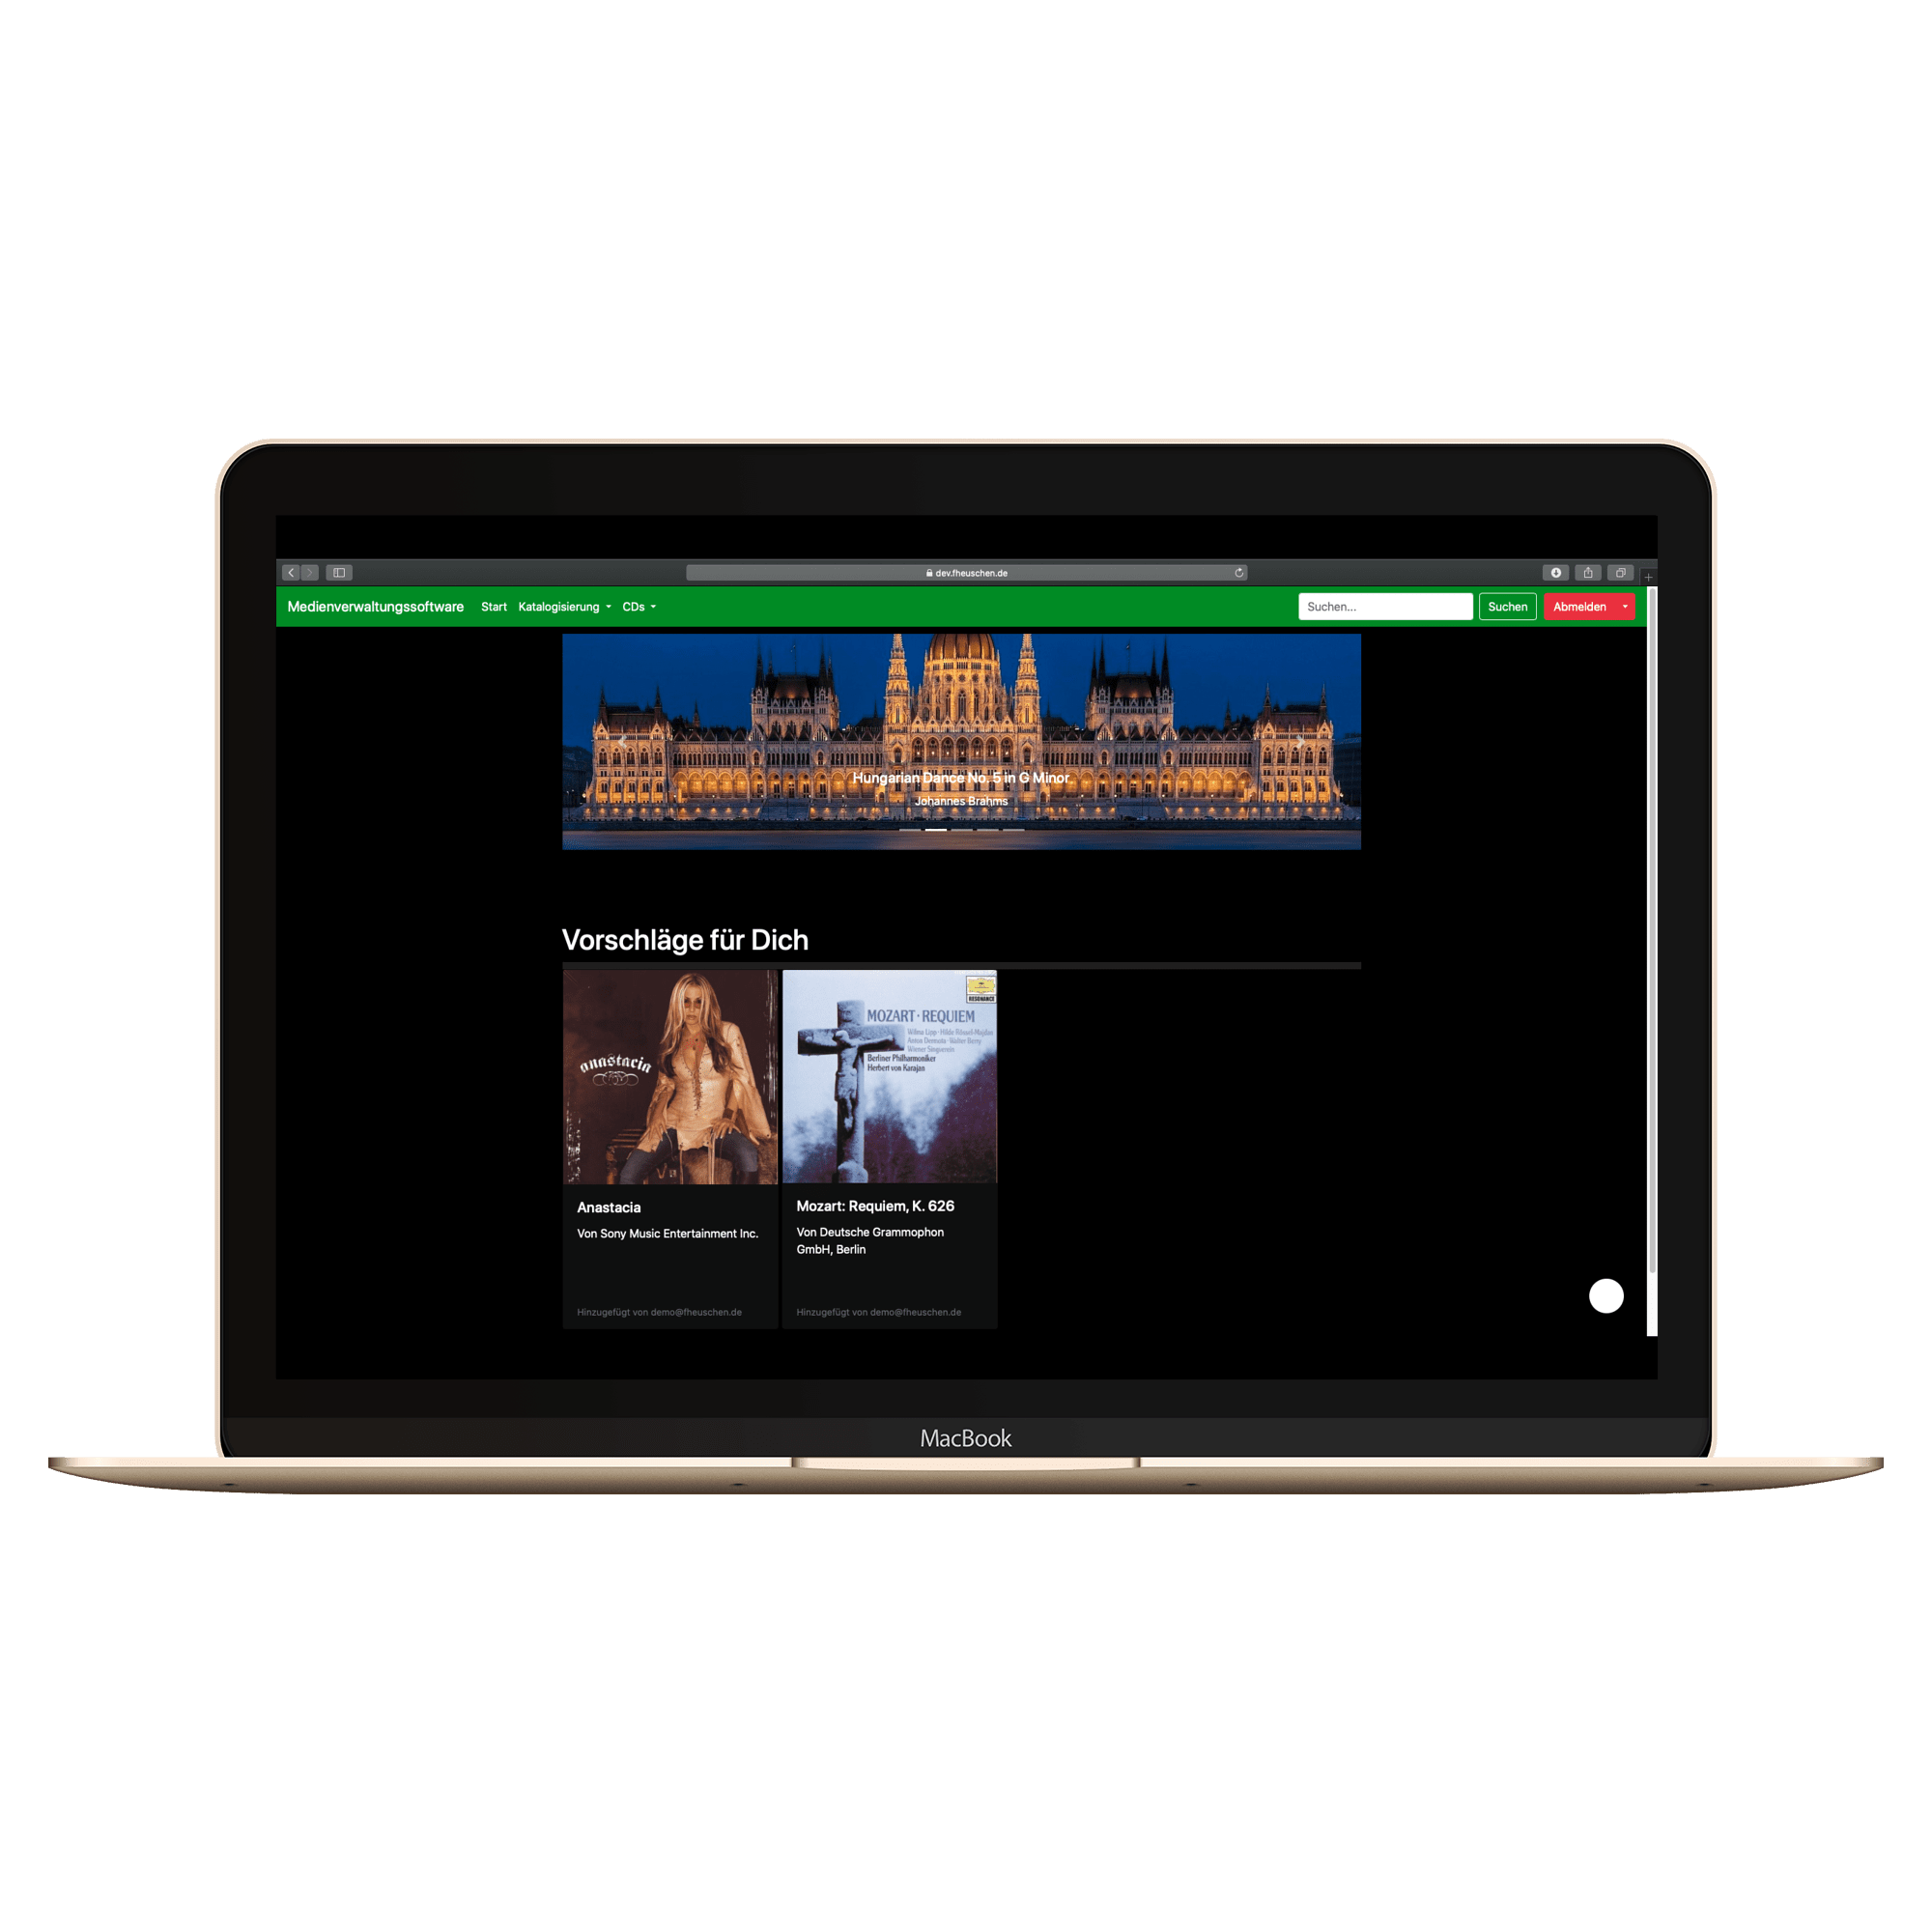 dev.fheuschen.de
Medienverwaltungssoftware Start Katalogisierung CDs Suchen... Suchen Abmelden
Hungarian Dance No. 5 in G Minor
Johannes Brahms
Vorschläge für Dich
anastacia
RESONANCE
MOZART · REQUIEM
Wilma Lipp · Hilde Rössel-Majdan
Anton Dermota · Walter Berry
Wiener Singverein
Berliner Philharmoniker
Herbert von Karajan
Anastacia
Von Sony Music Entertainment Inc.
Hinzugefügt von demo@fheuschen.de
Mozart: Requiem, K. 626
Von Deutsche Grammophon
GmbH, Berlin
Hinzugefügt von demo@fheuschen.de
MacBook